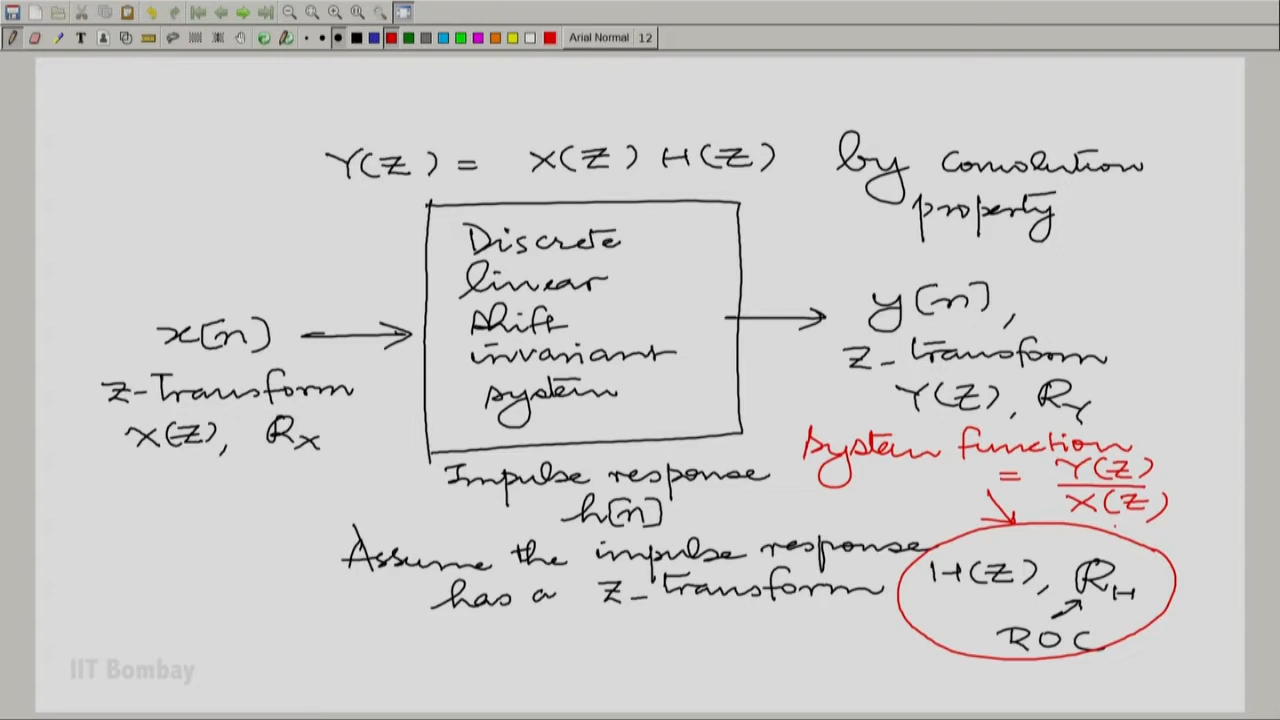 Arial Normal 12
Y(Z) = X(Z) H(Z) by convolution
property
Discrete
linear
shift
invariant
system
x[n]
z-Transform
X(Z), RX
y[n],
z-transform
Y(Z), RY
System function
= Y(Z)
X(Z)
Impulse response
h[n]
Assume the impulse response
has a z-transform
H(Z), RH
ROC
IIT Bombay